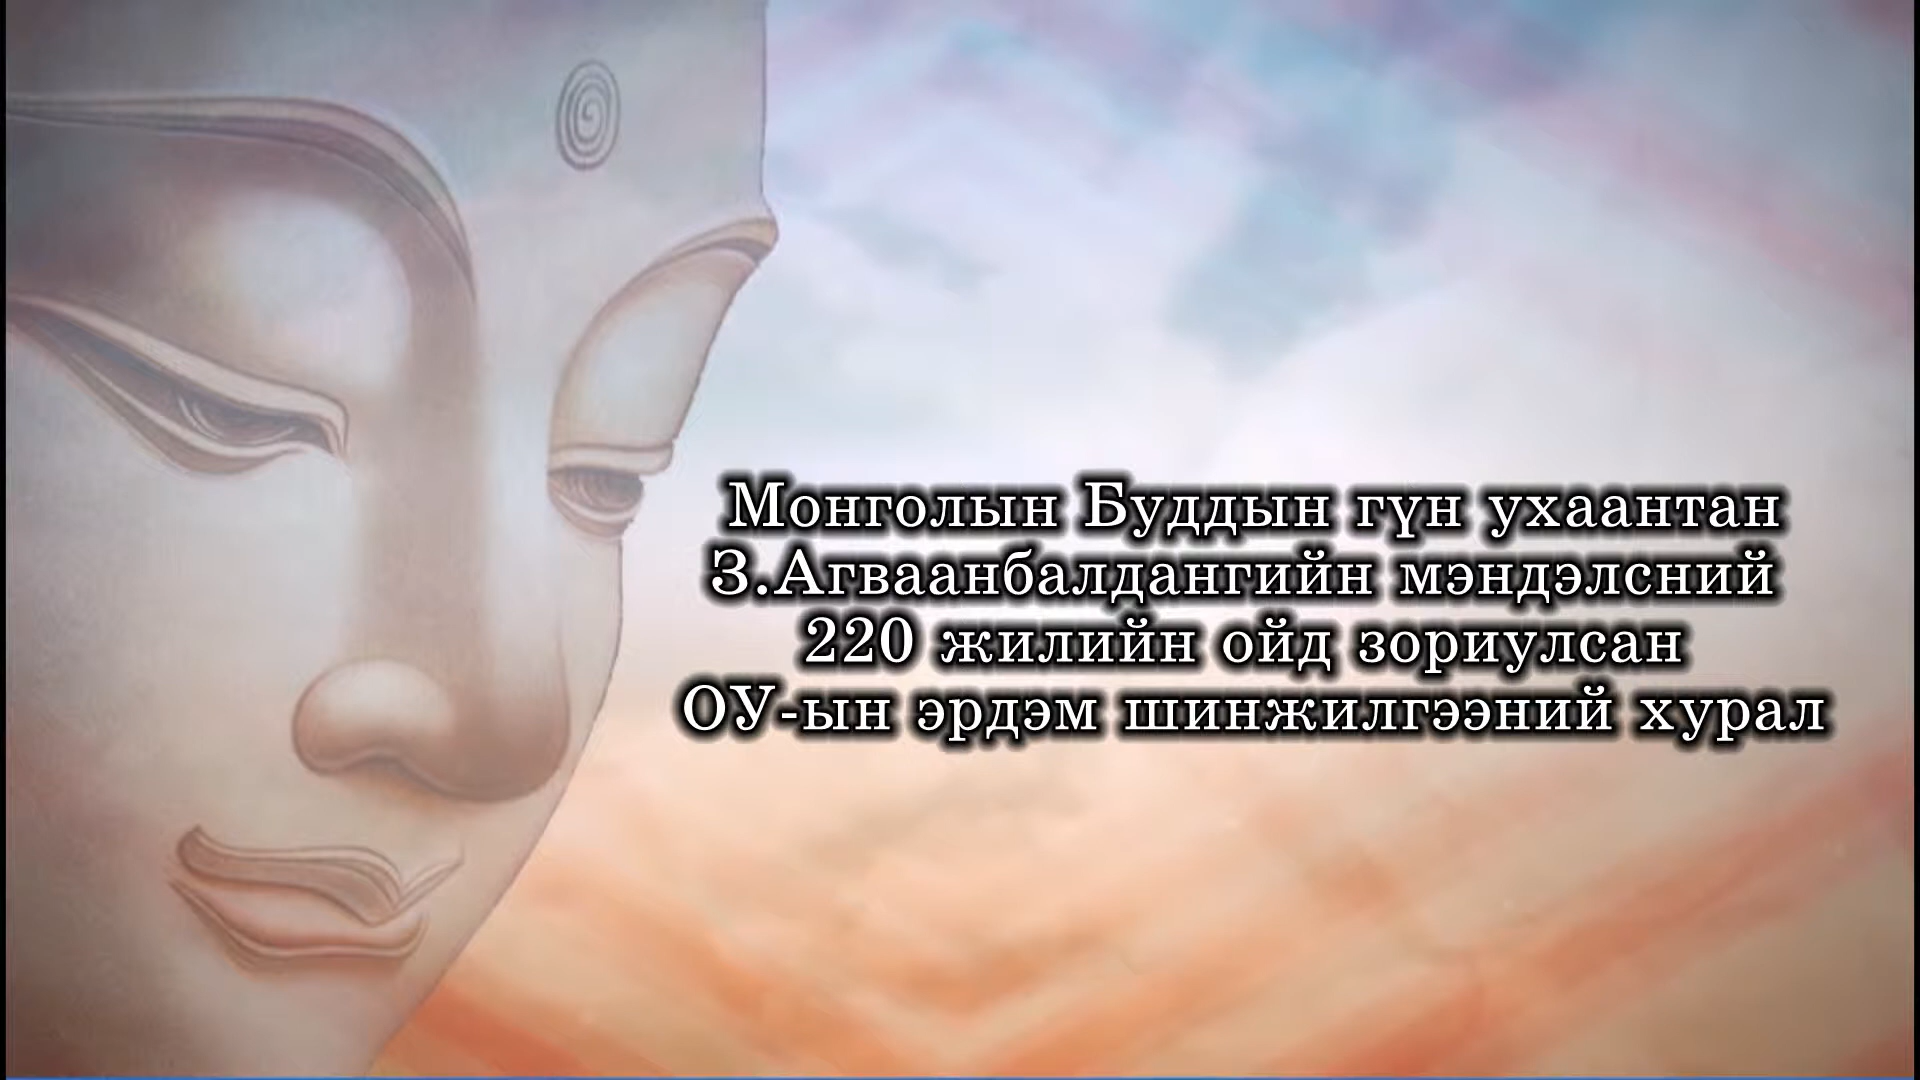 Монголын Буддын гүн ухаантан
З.Агваанбалдангийн мэндэлсний
220 жилийн ойд зориулсан
ОУ-ын эрдэм шинжилгээний хурал